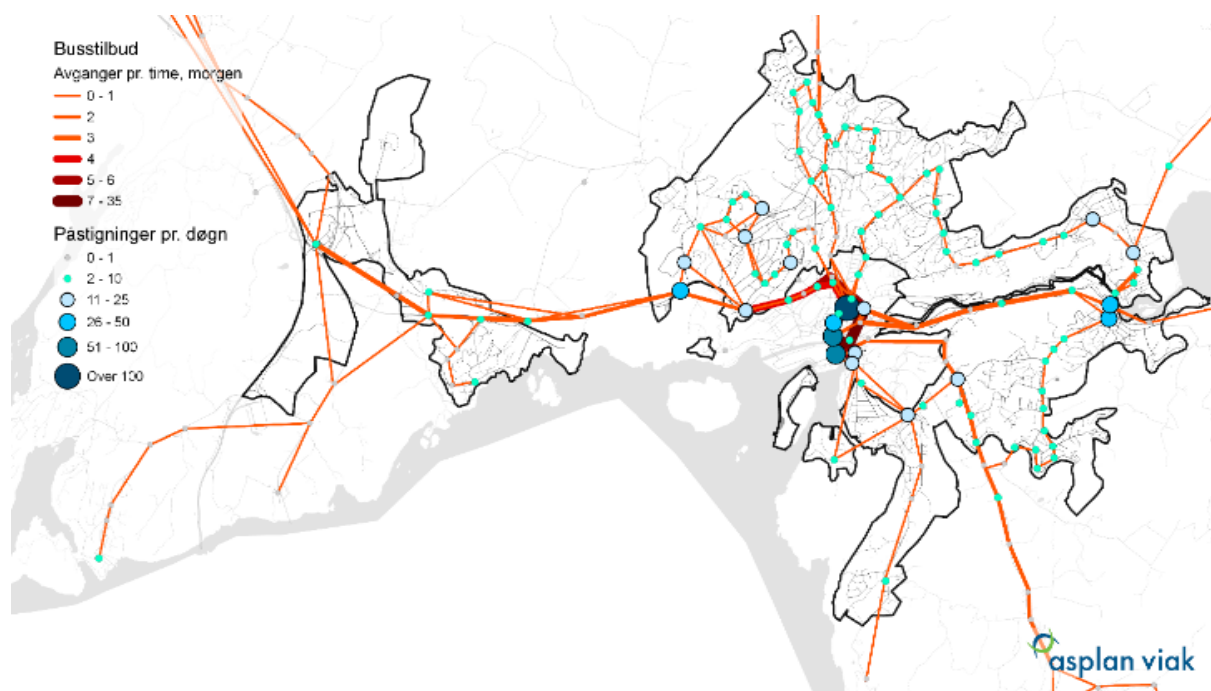 Busstilbud
Avganger pr. time, morgen
0 - 1
2
3
4
5 - 6
7 - 35
Påstigninger pr. døgn
0 - 1
2 - 10
11 - 25
26 - 50
51 - 100
Over 100
asplan viak